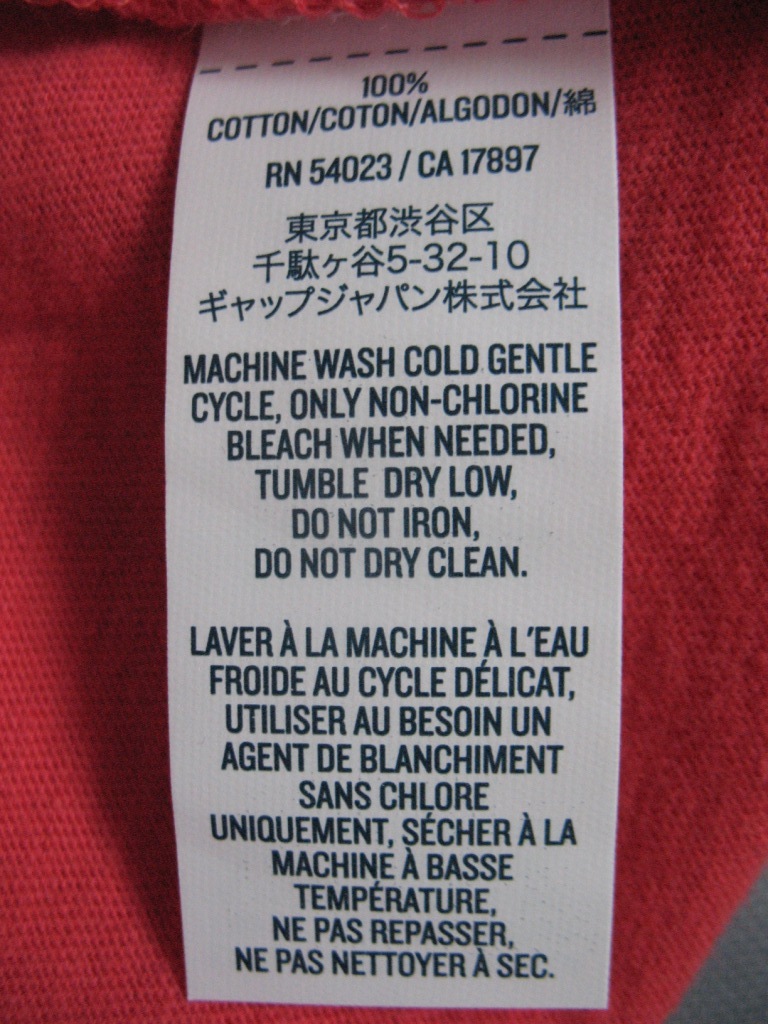 100%
COTTON/COTON/ALGODON/綿
RN 54023 / CA 17897
東京都渋谷区
千駄ヶ谷5-32-10
ギャップジャパン株式会社
MACHINE WASH COLD GENTLE
CYCLE, ONLY NON-CHLORINE
BLEACH WHEN NEEDED,
TUMBLE DRY LOW,
DO NOT IRON,
DO NOT DRY CLEAN.
LAVER À LA MACHINE À L'EAU
FROIDE AU CYCLE DÉLICAT,
UTILISER AU BESOIN UN
AGENT DE BLANCHIMENT
SANS CHLORE
UNIQUEMENT, SÉCHER À LA
MACHINE À BASSE
TEMPÉRATURE,
NE PAS REPASSER,
NE PAS NETTOYER À SEC.